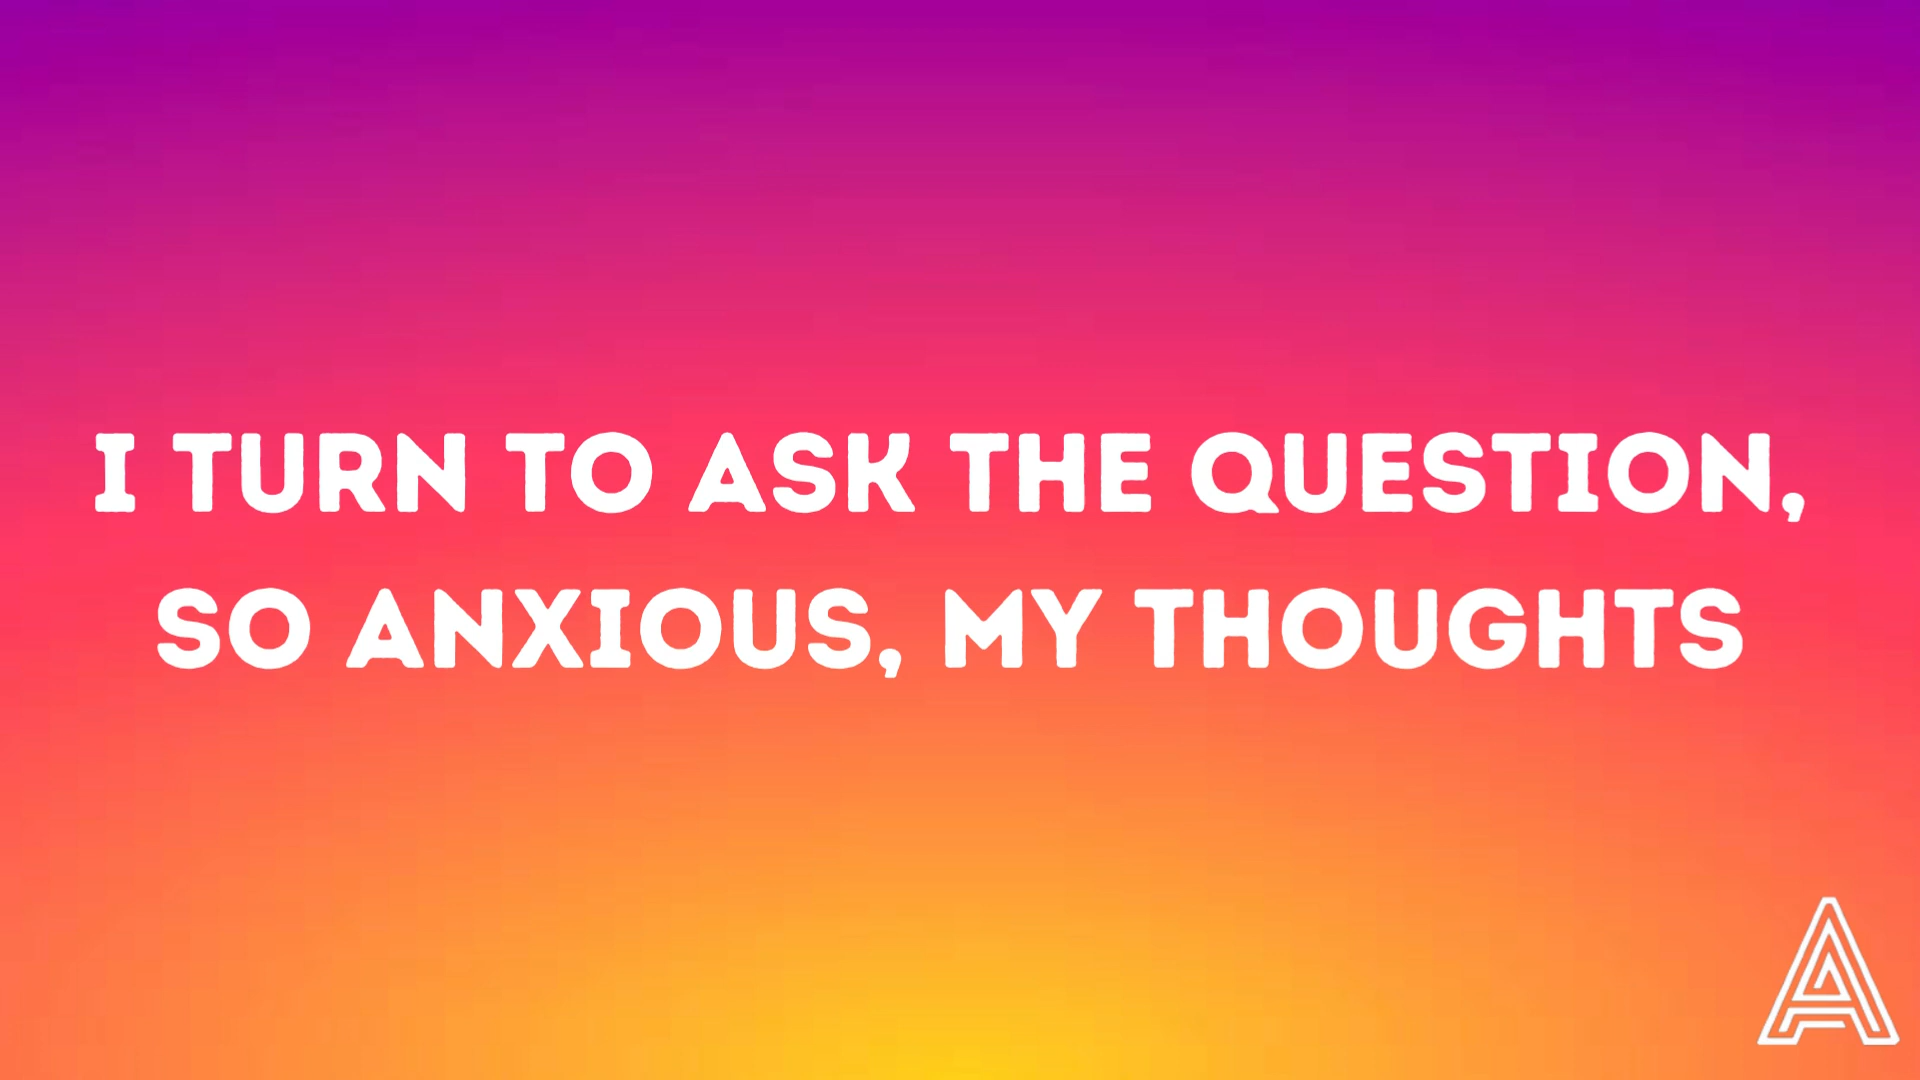 I TURN TO ASK THE QUESTION,
SO ANXIOUS, MY THOUGHTS
A